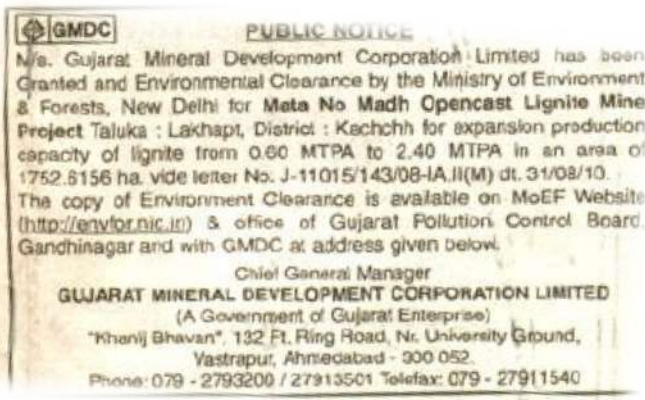 GMDC PUBLIC NOTICE
M/s. Gujarat Mineral Development Corporation Limited has been
Granted and Environmental Clearance by the Ministry of Environment
& Forests, New Delhi for Mata No Madh Opencast Lignite Mine
Project Taluka : Lakhapt, District : Kachchh for expansion production
capacity of lignite from 0.60 MTPA to 2.40 MTPA in an area of
1752.6156 ha. vide letter No. J-11015/143/08-IA.II(M) dt. 31/08/10.
The copy of Environment Clearance is available on MoEF Website
(http://envfor.nic.in) & office of Gujarat Pollution Control Board,
Gandhinagar and with GMDC at address given below.
Chief General Manager
GUJARAT MINERAL DEVELOPMENT CORPORATION LIMITED
(A Government of Gujarat Enterprise)
"Khanij Bhavan", 132 Ft. Ring Road, Nr. University Ground,
Vastrapur, Ahmedabad - 300 052.
Phone: 079 - 2793200 / 27913501 Telefax: 079 - 27911540